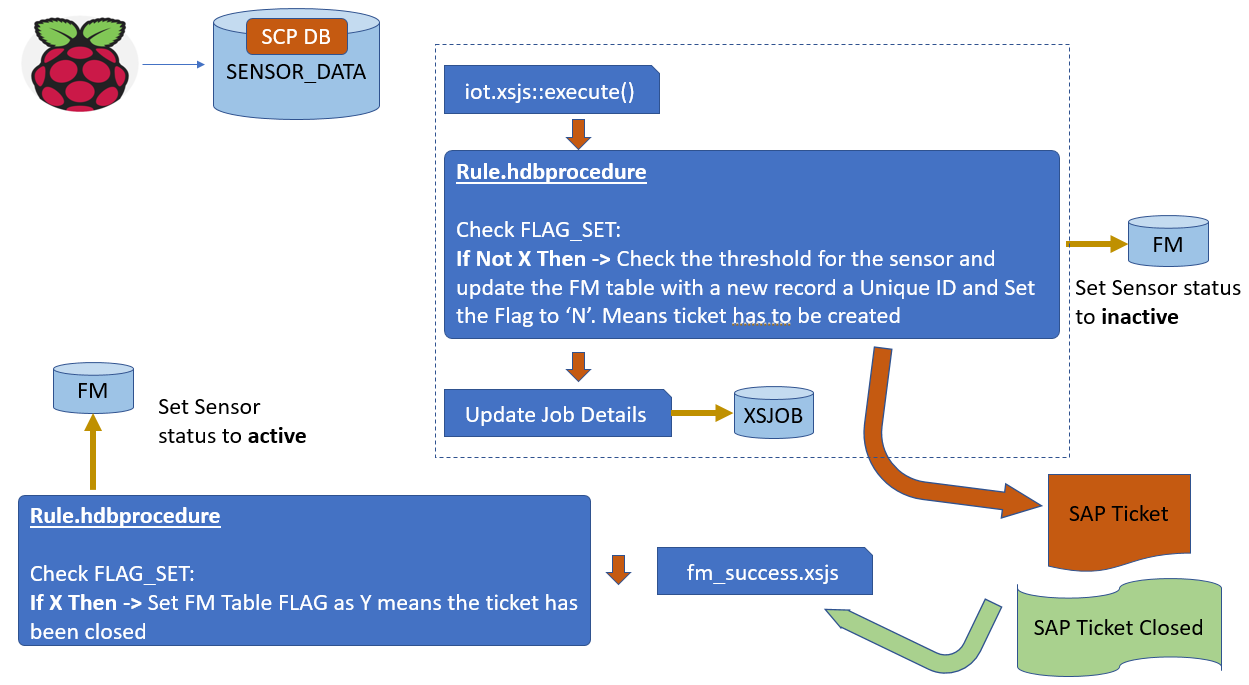 SCP DB
SENSOR_DATA
iot.xsjs::execute()
Rule.hdbprocedure
Check FLAG_SET:
If Not X Then -> Check the threshold for the sensor and
update the FM table with a new record a Unique ID and Set
the Flag to ‘N’. Means ticket has to be created
FM
Set Sensor status
to inactive
Update Job Details
XSJOB
FM
Set Sensor
status to active
SAP Ticket
Rule.hdbprocedure
Check FLAG_SET:
If X Then -> Set FM Table FLAG as Y means the ticket has
been closed
fm_success.xsjs
SAP Ticket Closed